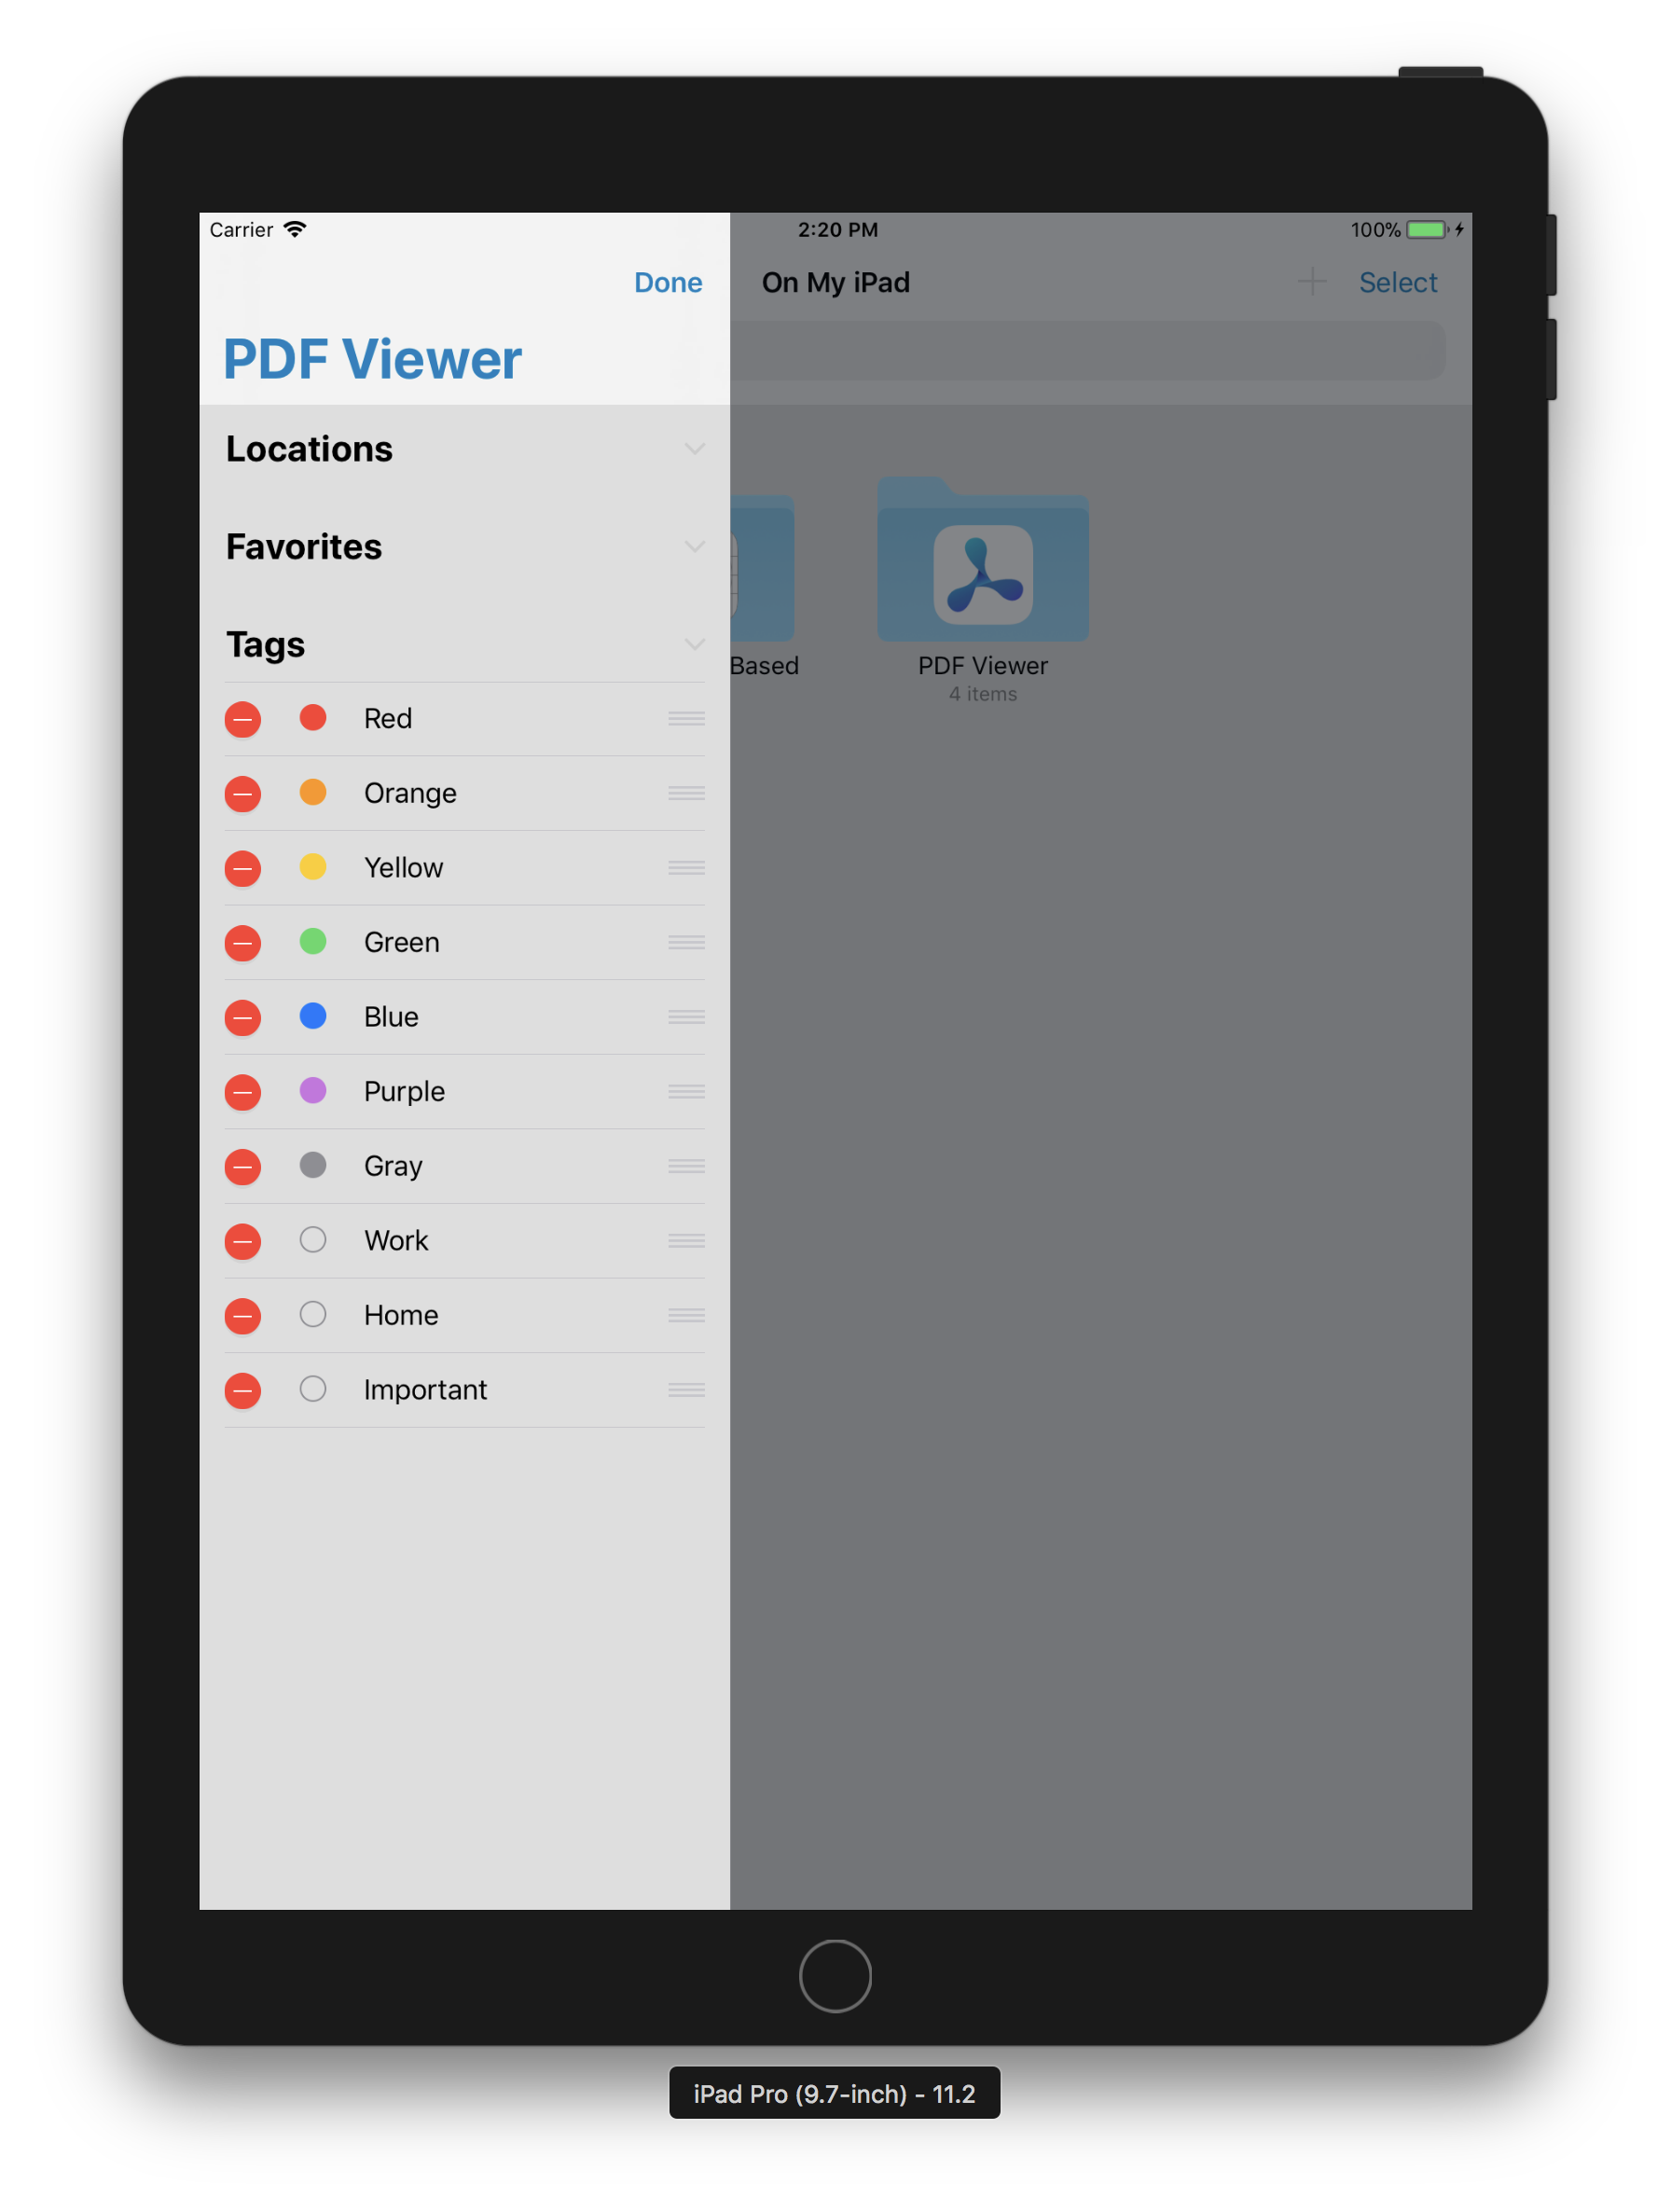 Carrier 2:20 PM 100%
Done On My iPad Select
PDF Viewer
Locations
Favorites
Tags
Based PDF Viewer
4 items
Red
Orange
Yellow
Green
Blue
Purple
Gray
Work
Home
Important
iPad Pro (9.7-inch) - 11.2